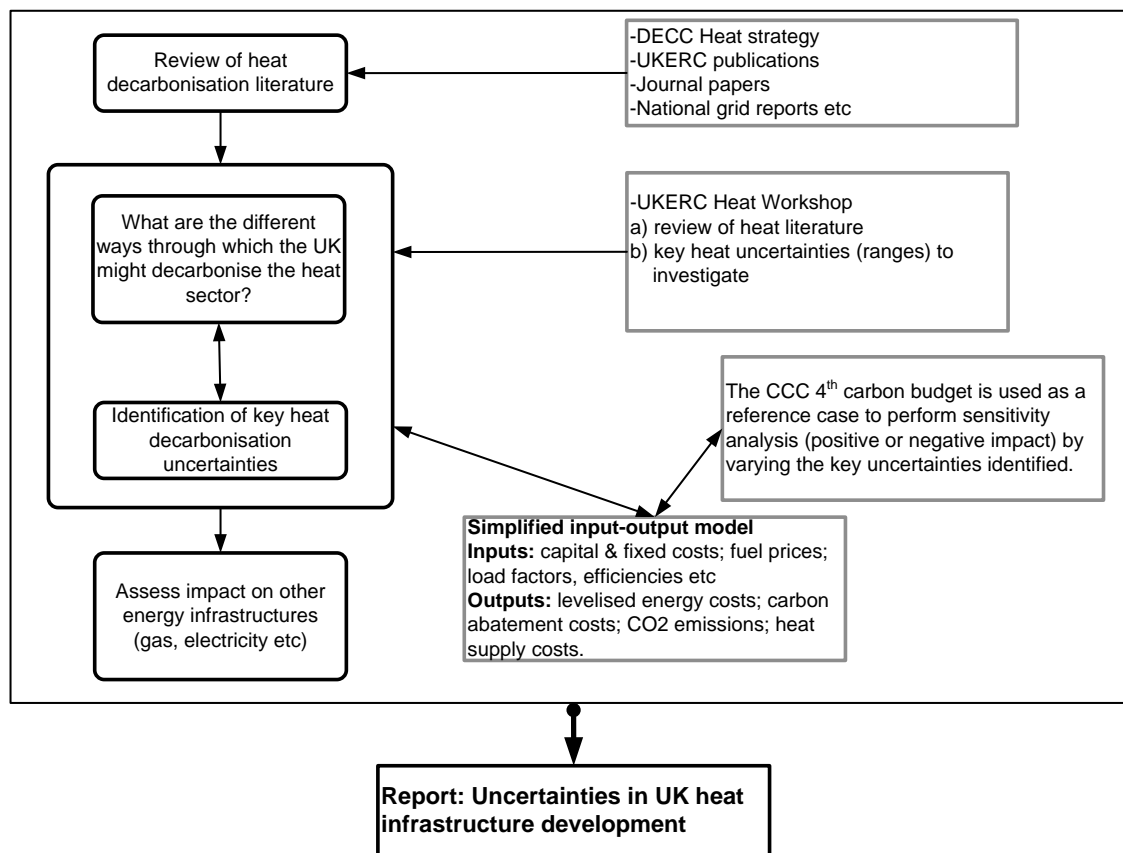 Review of heat
decarbonisation literature
-DECC Heat strategy
-UKERC publications
-Journal papers
-National grid reports etc
What are the different
ways through which the UK
might decarbonise the heat
sector?
-UKERC Heat Workshop
a) review of heat literature
b) key heat uncertainties (ranges) to
investigate
Identification of key heat
decarbonisation
uncertainties
The CCC 4th carbon budget is used as a
reference case to perform sensitivity
analysis (positive or negative impact) by
varying the key uncertainties identified.
Simplified input-output model
Inputs: capital & fixed costs; fuel prices;
load factors, efficiencies etc
Outputs: levelised energy costs; carbon
abatement costs; CO2 emissions; heat
supply costs.
Assess impact on other
energy infrastructures
(gas, electricity etc)
Report: Uncertainties in UK heat
infrastructure development